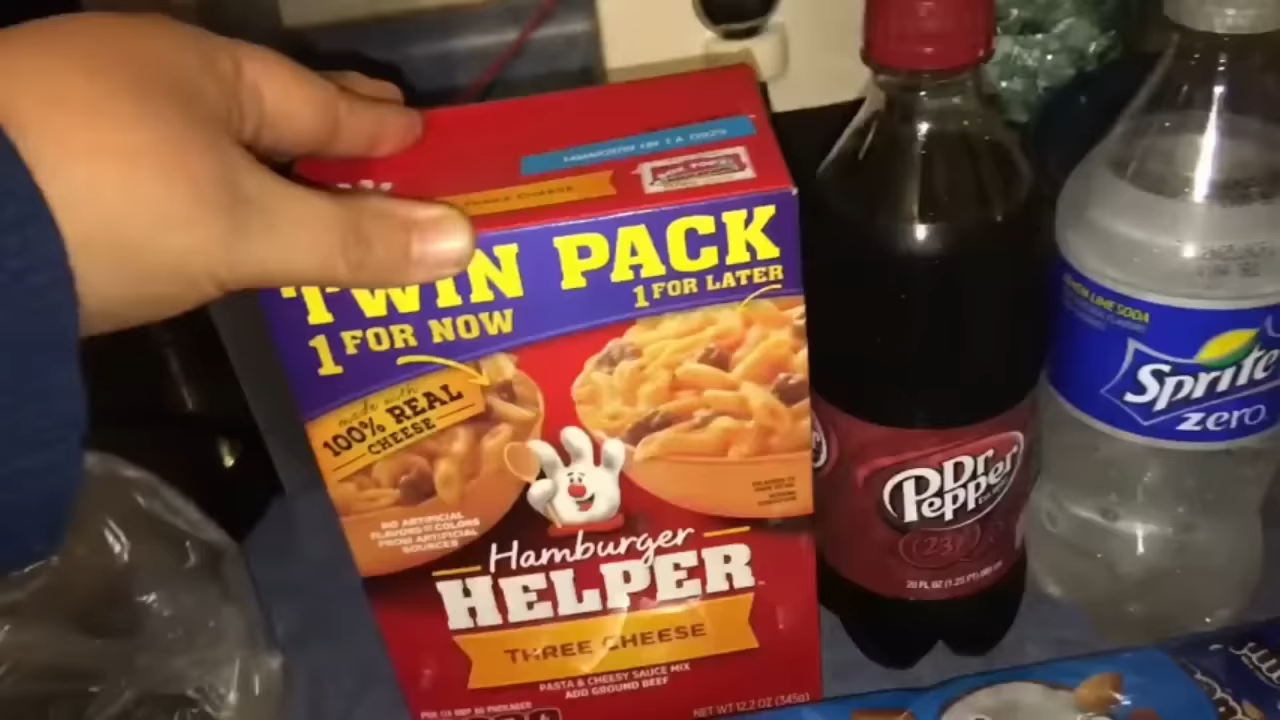 THREE CHEESE
TWIN PACK
1 FOR NOW
1 FOR LATER
made with
100% REAL
CHEESE
NO ARTIFICIAL
FLAVORS OR COLORS
FROM ARTIFICIAL
SOURCES
Hamburger
HELPER
THREE CHEESE
PASTA & CHEESY SAUCE MIX
ADD GROUND BEEF
NET WT 12.2 OZ (345g)
Dr
Pepper
23
20 FL OZ (1.25 PT)
LEMON LIME SODA
Sprite
zero